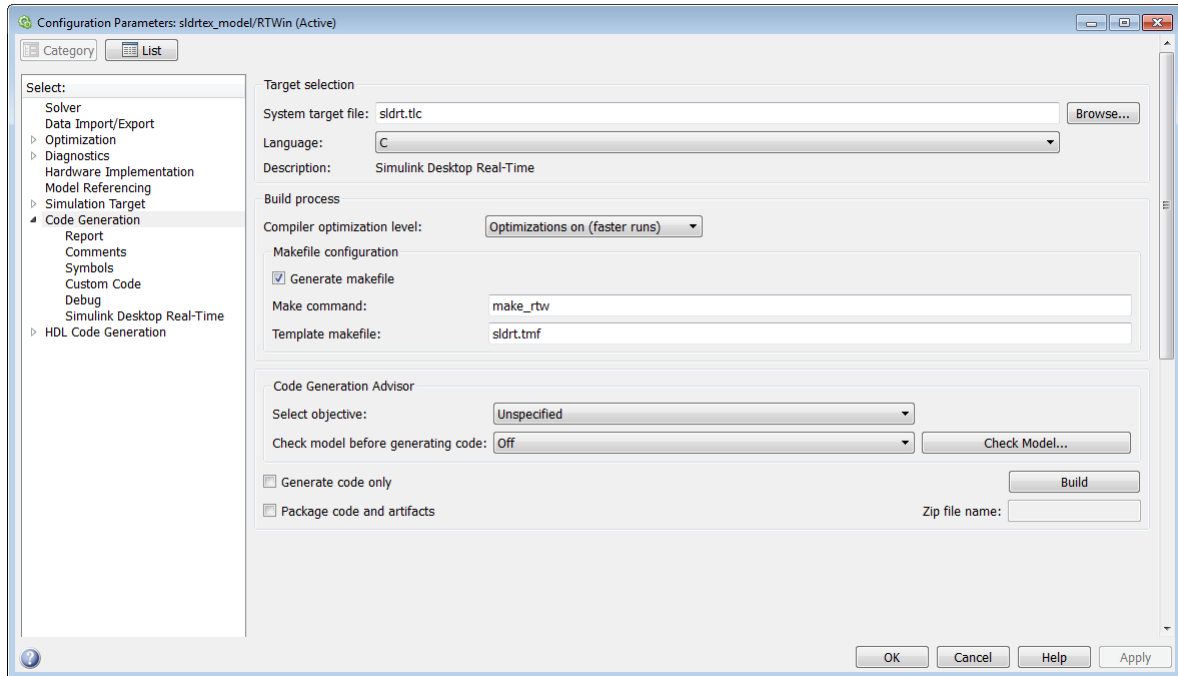 Configuration Parameters: sldrtex_model/RTWin (Active)
Category List
Select:
Solver
Data Import/Export
Optimization
Diagnostics
Hardware Implementation
Model Referencing
Simulation Target
Code Generation
Report
Comments
Symbols
Custom Code
Debug
Simulink Desktop Real-Time
HDL Code Generation
Target selection
System target file: sldrt.tlc Browse...
Language: C
Description: Simulink Desktop Real-Time
Build process
Compiler optimization level: Optimizations on (faster runs)
Makefile configuration
Generate makefile
Make command: make_rtw
Template makefile: sldrt.tmf
Code Generation Advisor
Select objective: Unspecified
Check model before generating code: Off Check Model...
Generate code only Build
Package code and artifacts Zip file name:
? OK Cancel Help Apply